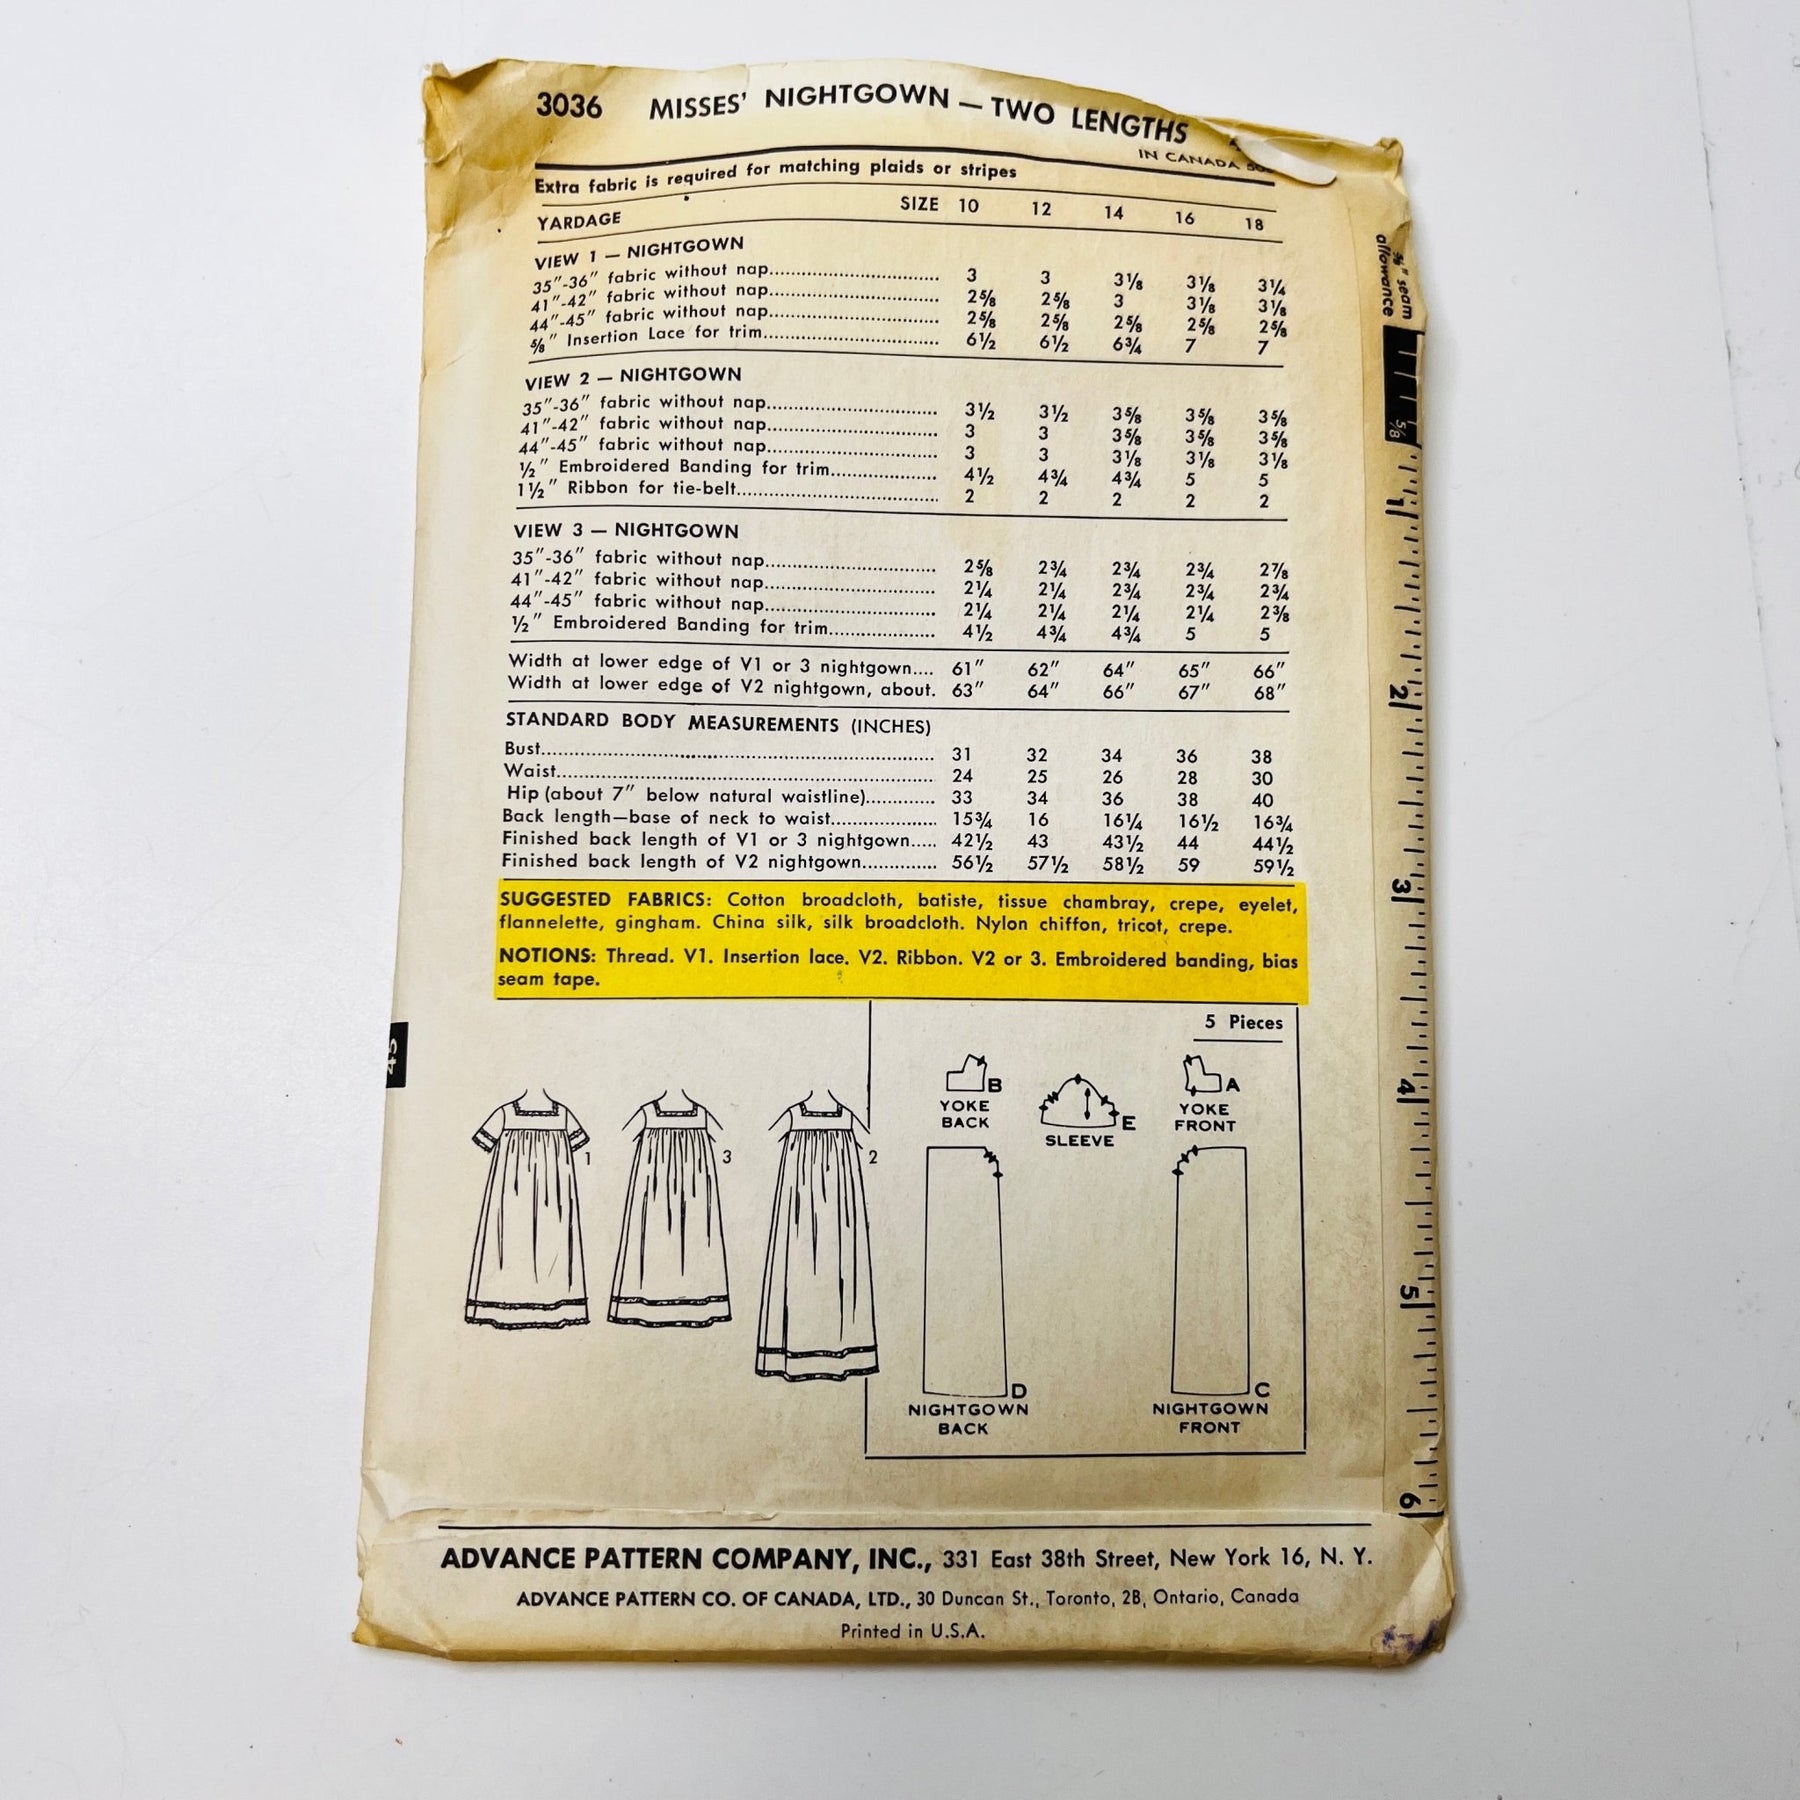 3036 MISSES' NIGHTGOWN — TWO LENGTHS
IN CANADA
Extra fabric is required for matching plaids or stripes
YARDAGE SIZE 10 12 14 16 18
VIEW 1 — NIGHTGOWN
35"-36" fabric without nap 3 3 3⅛ 3⅛ 3¼
41"-42" fabric without nap 2⅝ 2⅝ 3 3⅛ 3⅛
44"-45" fabric without nap 2⅝ 2⅝ 2⅝ 2⅝ 2⅝
⅝" Insertion Lace for trim 6½ 6½ 6¾ 7 7
VIEW 2 — NIGHTGOWN
35"-36" fabric without nap 3½ 3½ 3⅝ 3⅝ 3⅝
41"-42" fabric without nap 3 3 3⅝ 3⅝ 3⅝
44"-45" fabric without nap 3 3 3⅛ 3⅛ 3⅛
½" Embroidered Banding for trim 4½ 4¾ 4¾ 5 5
1½" Ribbon for tie-belt 2 2 2 2 2
VIEW 3 — NIGHTGOWN
35"-36" fabric without nap 2⅝ 2¾ 2¾ 2¾ 2⅞
41"-42" fabric without nap 2¼ 2¼ 2¾ 2¾ 2¾
44"-45" fabric without nap 2¼ 2¼ 2¼ 2¼ 2⅜
½" Embroidered Banding for trim 4½ 4¾ 4¾ 5 5
Width at lower edge of V1 or 3 nightgown.... 61" 62" 64" 65" 66"
Width at lower edge of V2 nightgown, about. 63" 64" 66" 67" 68"
STANDARD BODY MEASUREMENTS (INCHES)
Bust 31 32 34 36 38
Waist 24 25 26 28 30
Hip (about 7" below natural waistline) 33 34 36 38 40
Back length—base of neck to waist 15¾ 16 16¼ 16½ 16¾
Finished back length of V1 or 3 nightgown 42½ 43 43½ 44 44½
Finished back length of V2 nightgown 56½ 57½ 58½ 59 59½
SUGGESTED FABRICS: Cotton broadcloth, batiste, tissue chambray, crepe, eyelet,
flannelette, gingham. China silk, silk broadcloth. Nylon chiffon, tricot, crepe.
NOTIONS: Thread. V1. Insertion lace. V2. Ribbon. V2 or 3. Embroidered banding, bias
seam tape.
5 Pieces
B
YOKE
BACK
E
SLEEVE
A
YOKE
FRONT
1
3
2
D
NIGHTGOWN
BACK
C
NIGHTGOWN
FRONT
45
⅝" seam
allowance
5/8
1
2
3
4
5
6
ADVANCE PATTERN COMPANY, INC., 331 East 38th Street, New York 16, N. Y.
ADVANCE PATTERN CO. OF CANADA, LTD., 30 Duncan St., Toronto, 2B, Ontario, Canada
Printed in U.S.A.